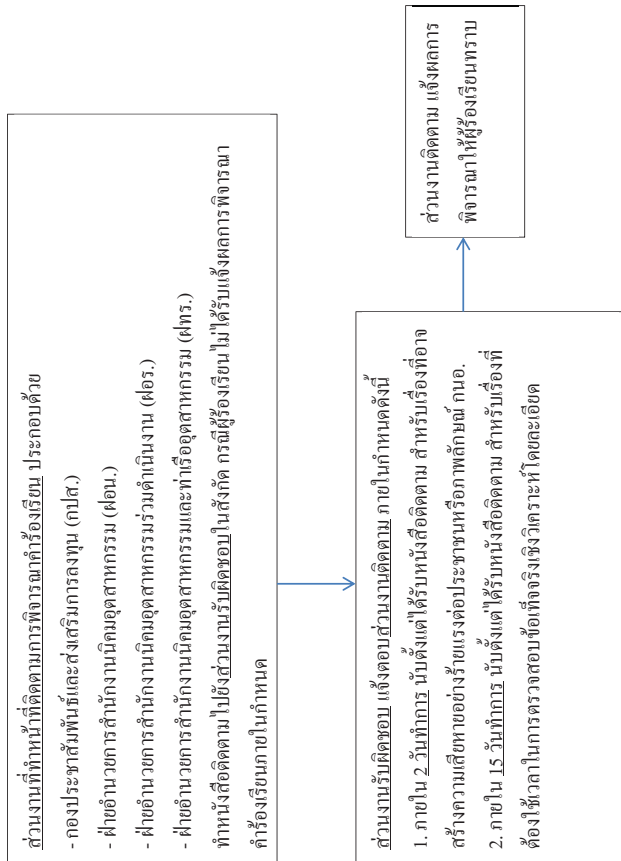 ส่วนงานที่ทำหน้าที่ติดตามการพิจารณาคำร้องเรียน ประกอบด้วย
- กองประชาสัมพันธ์และส่งเสริมการลงทุน (กปส.)
- ฝ่ายอำนวยการสำนักงานนิคมอุตสาหกรรม (ฝอน.)
- ฝ่ายอำนวยการสำนักงานนิคมอุตสาหกรรมร่วมดำเนินงาน (ฝอร.)
- ฝ่ายอำนวยการสำนักงานนิคมอุตสาหกรรมและท่าเรืออุตสาหกรรม (ฝทร.)
ทำหนังสือติดตามไปยังส่วนงานรับผิดชอบในสังกัด กรณีผู้ร้องเรียนไม่ได้รับแจ้งผลการพิจารณา
คำร้องเรียนภายในกำหนด
ส่วนงานรับผิดชอบ แจ้งตอบส่วนงานติดตาม ภายในกำหนดดังนี้
1. ภายใน 2 วันทำการ นับตั้งแต่ได้รับหนังสือติดตาม สำหรับเรื่องที่อาจ
สร้างความเสียหายอย่างร้ายแรงต่อประชาชนหรือภาพลักษณ์ กนอ.
2. ภายใน 15 วันทำการ นับตั้งแต่ได้รับหนังสือติดตาม สำหรับเรื่องที่
ต้องใช้เวลาในการตรวจสอบข้อเท็จจริงเชิงวิเคราะห์โดยละเอียด
ส่วนงานติดตาม แจ้งผลการ
พิจารณาให้ผู้ร้องเรียนทราบ